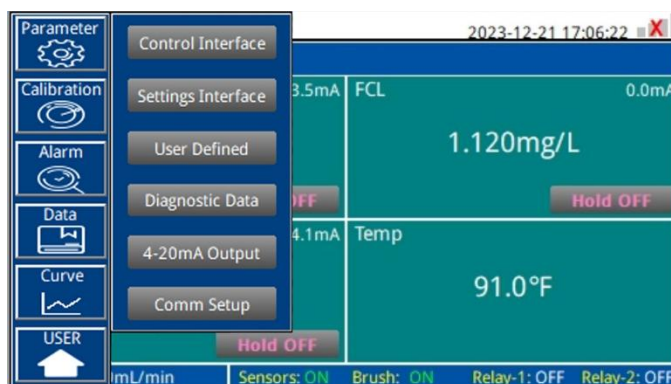 Parameter
Calibration
Alarm
Data
Curve
USER
Control Interface
Settings Interface
User Defined
Diagnostic Data
4-20mA Output
Comm Setup
2023-12-21 17:06:22
3.5mA
FCL
0.0mA
1.120mg/L
Hold OFF
4.1mA
Temp
91.0°F
Hold OFF
mL/min
Sensors: ON
Brush: ON
Relay-1: OFF
Relay-2: OFF